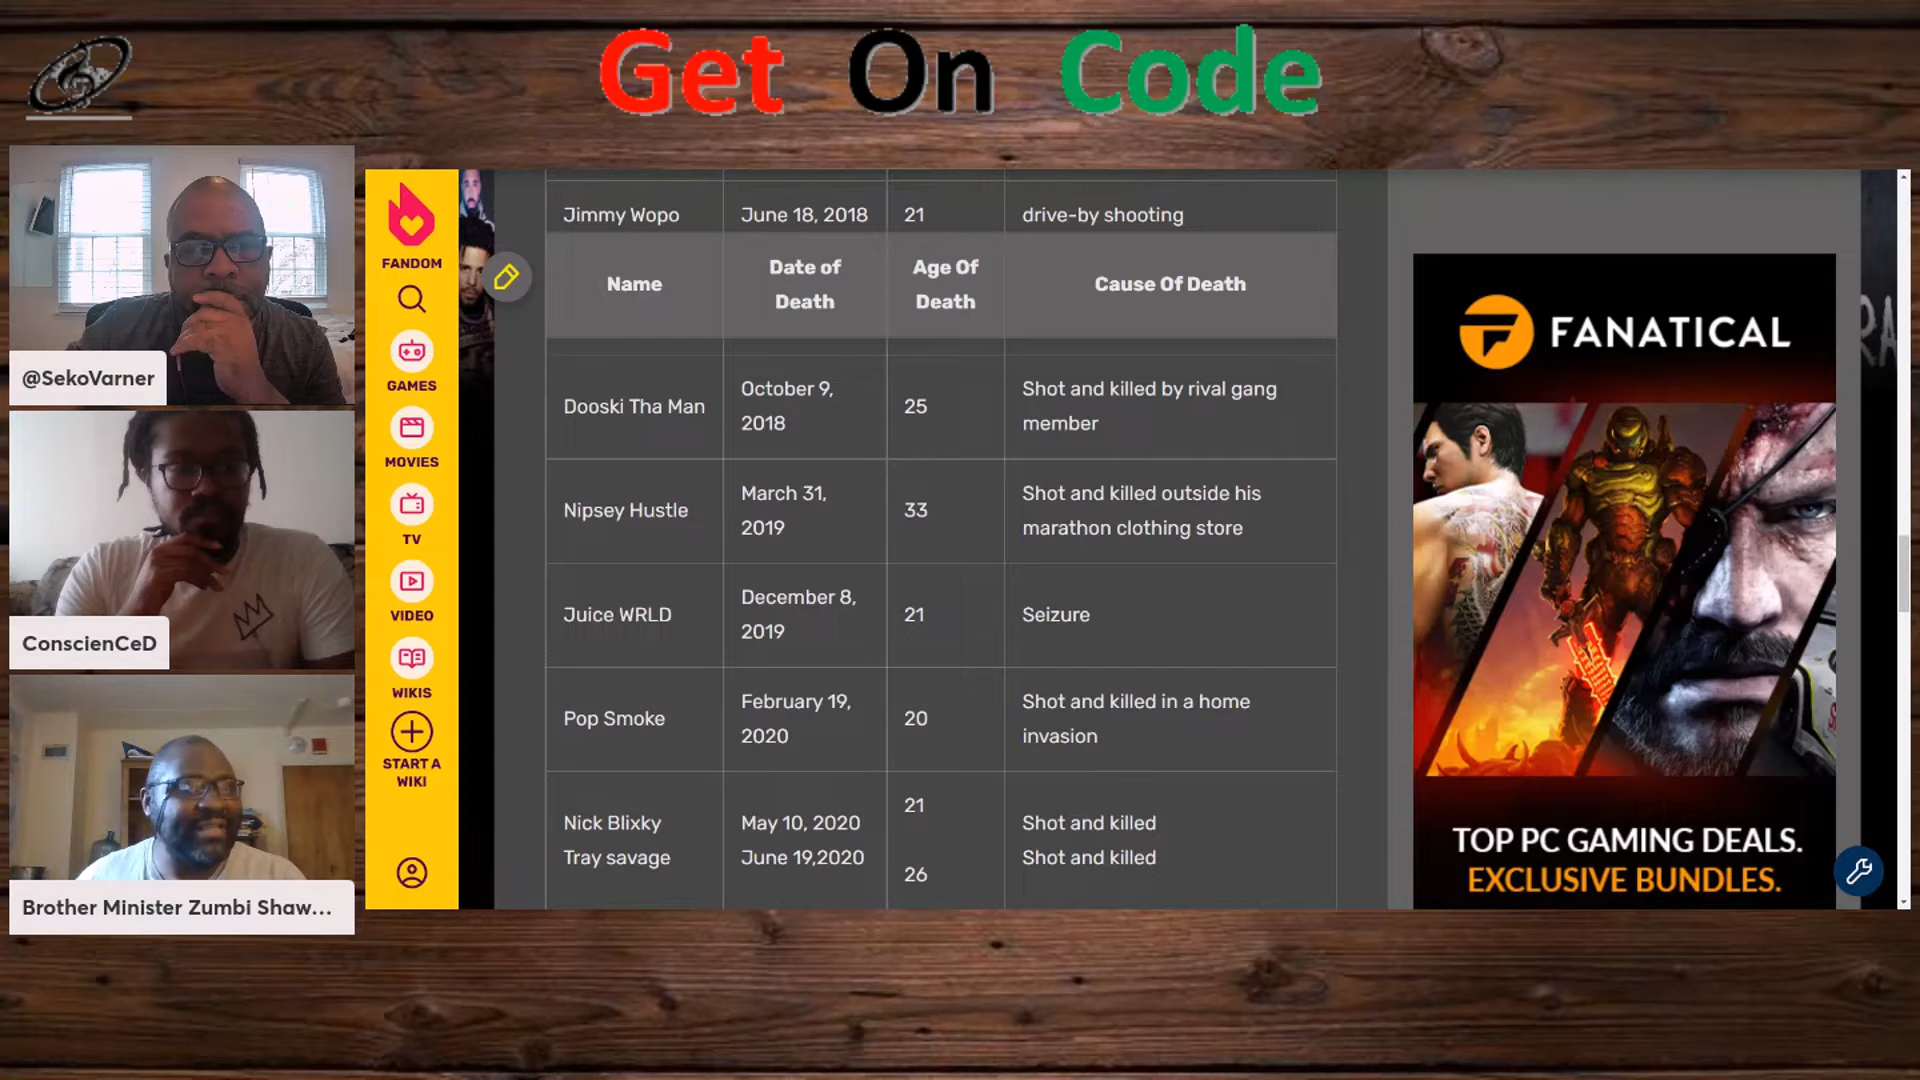 Get On Code
@SekoVarner
ConscienCeD
Brother Minister Zumbi Shaw...
FANDOM
GAMES
MOVIES
TV
VIDEO
WIKIS
START A
WIKI
Jimmy Wopo June 18, 2018 21 drive-by shooting
Name Date of Death Age Of Death Cause Of Death
Dooski Tha Man October 9, 2018 25 Shot and killed by rival gang member
Nipsey Hustle March 31, 2019 33 Shot and killed outside his marathon clothing store
Juice WRLD December 8, 2019 21 Seizure
Pop Smoke February 19, 2020 20 Shot and killed in a home invasion
Nick Blixky May 10, 2020 21 Shot and killed
Tray savage June 19,2020 26 Shot and killed
FANATICAL
TOP PC GAMING DEALS.
EXCLUSIVE BUNDLES.
RA